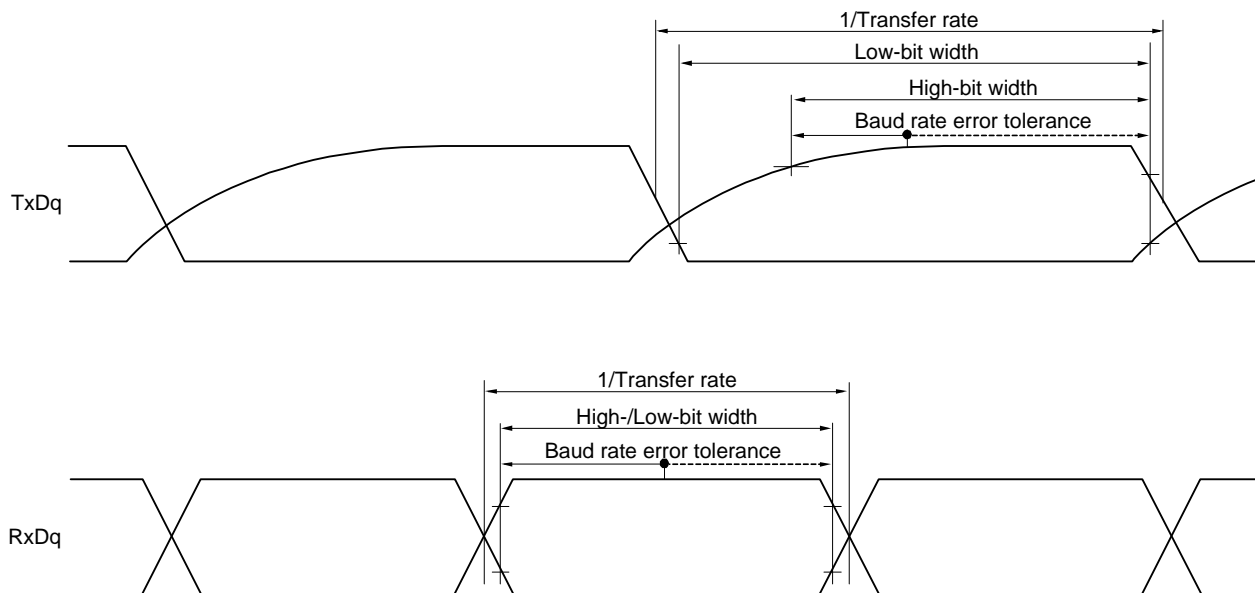 1/Transfer rate
Low-bit width
High-bit width
Baud rate error tolerance
TxDq
1/Transfer rate
High-/Low-bit width
Baud rate error tolerance
RxDq